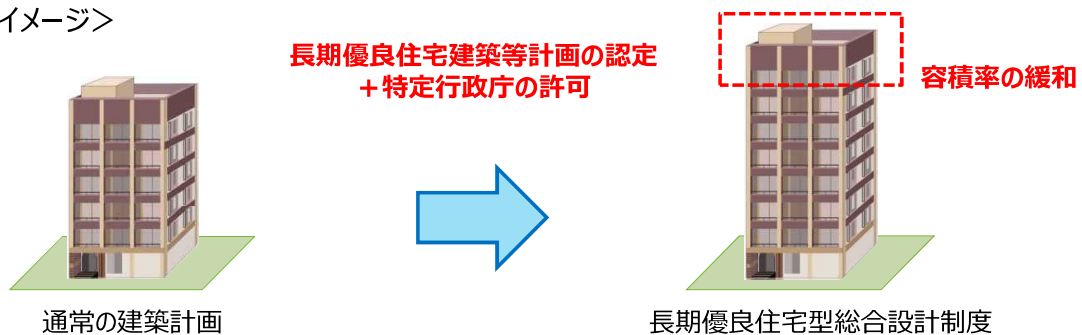 イメージ＞
長期優良住宅建築等計画の認定
＋特定行政庁の許可
容積率の緩和
通常の建築計画
長期優良住宅型総合設計制度